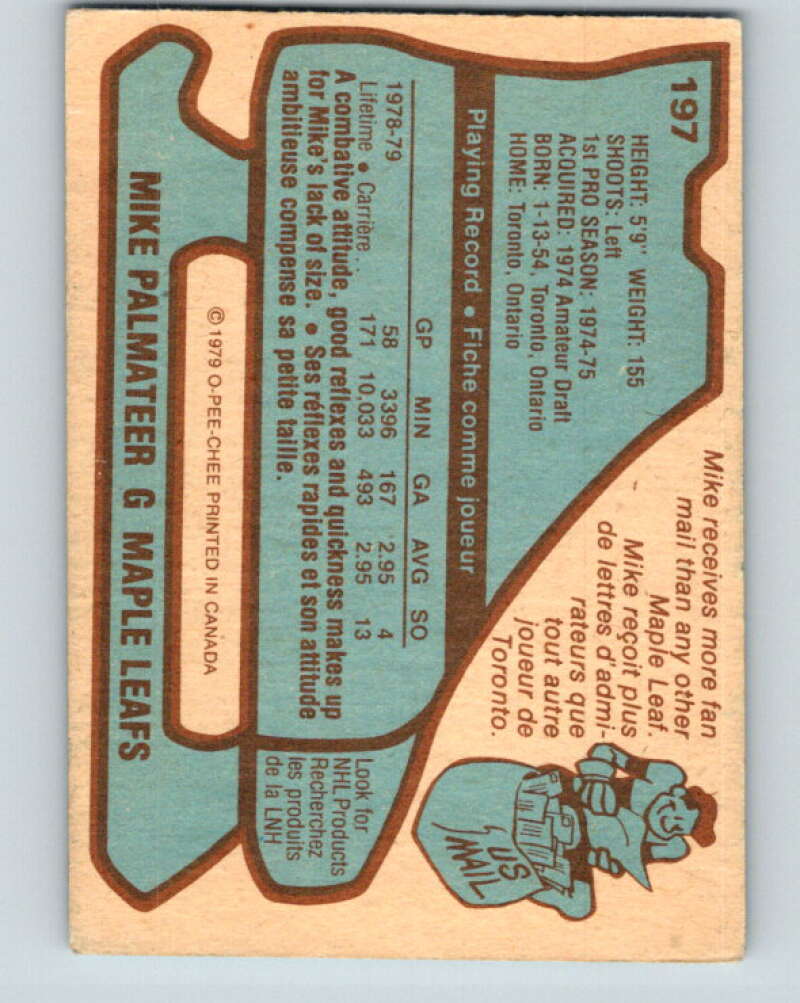 197
HEIGHT: 5'9" WEIGHT: 155
SHOOTS: Left
1st PRO SEASON: 1974-75
ACQUIRED: 1974 Amateur Draft
BORN: 1-13-54, Toronto, Ontario
HOME: Toronto, Ontario
Mike receives more fan
mail than any other
Maple Leaf.
Mike reçoit plus
de lettres d'admi-
rateurs que
tout autre
joueur de
Toronto.
US
MAIL
Playing Record • Fiche comme joueur
GP MIN GA AVG SO
1978-79 58 3396 167 2.95 4
Lifetime • Carrière . . 171 10,033 493 2.95 13
A combative attitude, good reflexes and quickness makes up
for Mike's lack of size. • Ses réflexes rapides et son attitude
ambitieuse compense sa petite taille.
Look for
NHL Products
Recherchez
les produits
de la LNH
© 1979 O-PEE-CHEE PRINTED IN CANADA
MIKE PALMATEER G MAPLE LEAFS